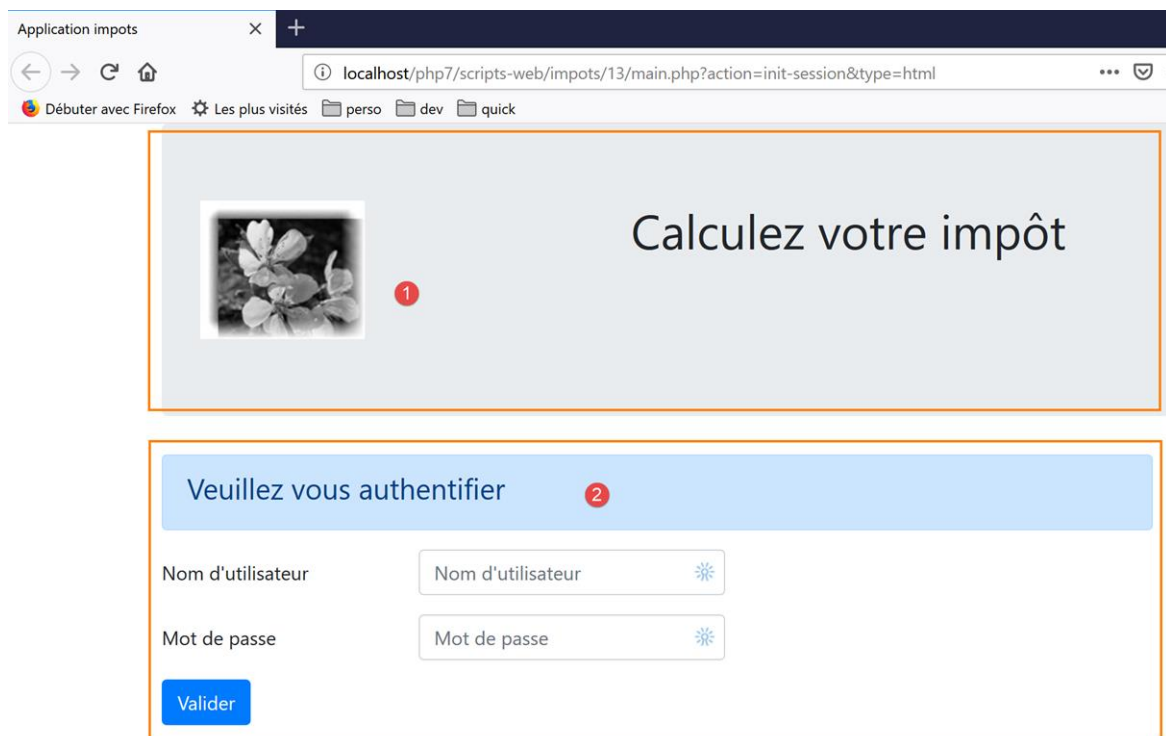 Application impots
localhost/php7/scripts-web/impots/13/main.php?action=init-session&type=html
Débuter avec Firefox Les plus visités perso dev quick
Calculez votre impôt
1
Veuillez vous authentifier
2
Nom d'utilisateur Nom d'utilisateur
Mot de passe Mot de passe
Valider